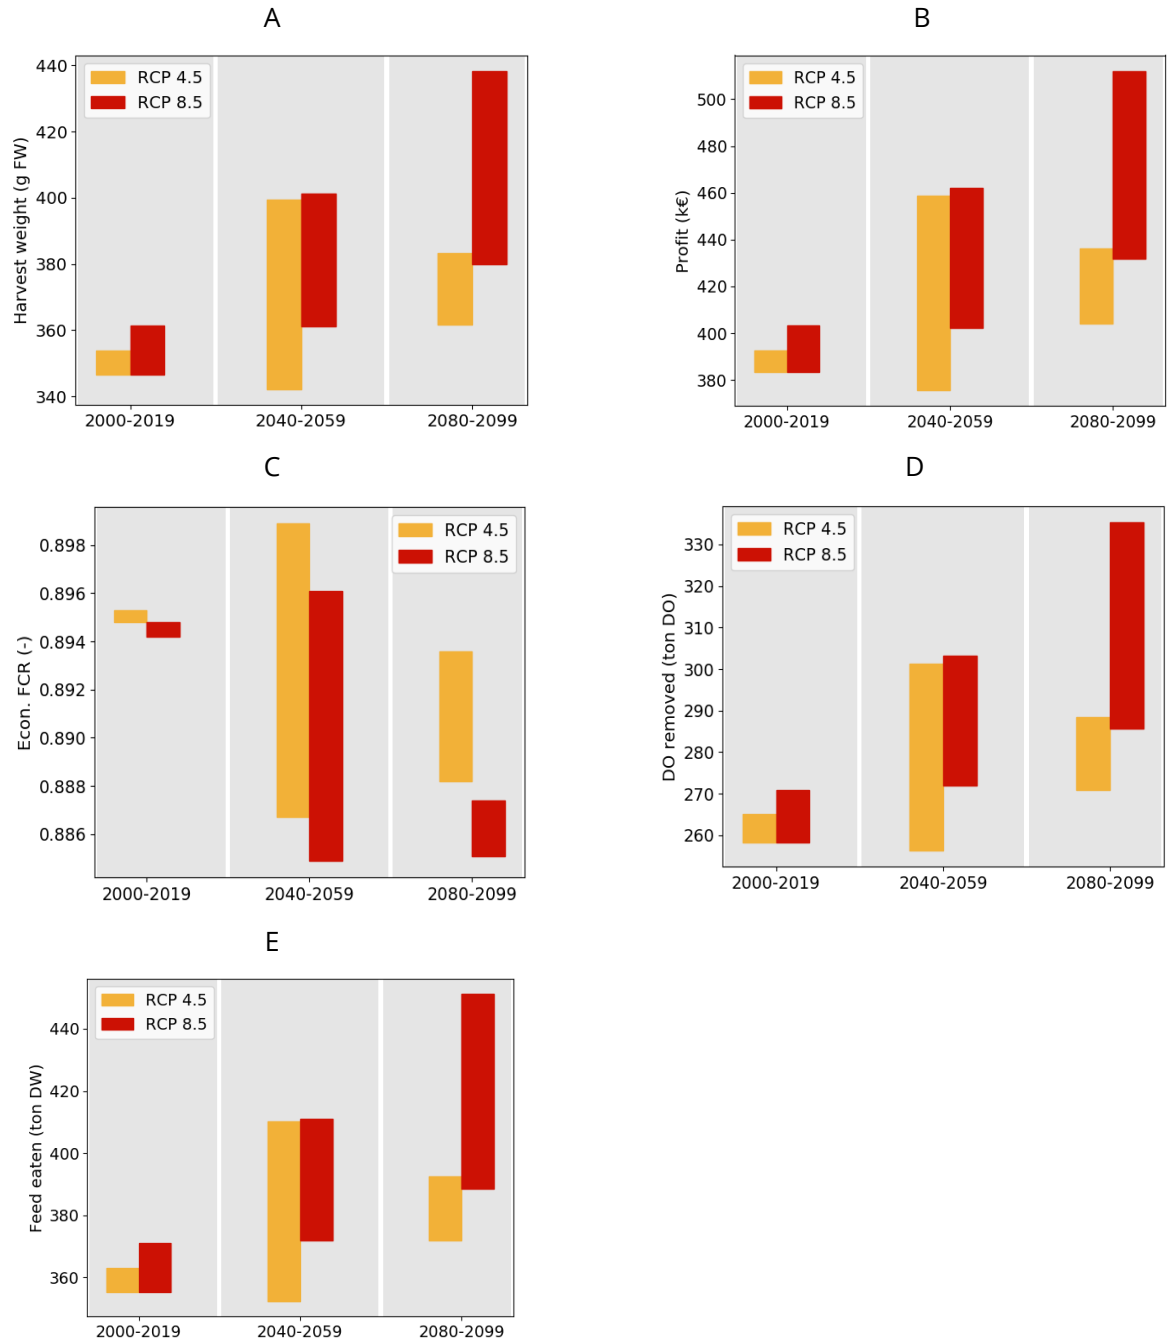 A
RCP 4.5
RCP 8.5
Harvest weight (g FW)
440
420
400
380
360
340
2000-2019
2040-2059
2080-2099
B
RCP 4.5
RCP 8.5
Profit (k€)
500
480
460
440
420
400
380
2000-2019
2040-2059
2080-2099
C
RCP 4.5
RCP 8.5
Econ. FCR (-)
0.898
0.896
0.894
0.892
0.890
0.888
0.886
2000-2019
2040-2059
2080-2099
D
RCP 4.5
RCP 8.5
DO removed (ton DO)
330
320
310
300
290
280
270
260
2000-2019
2040-2059
2080-2099
E
RCP 4.5
RCP 8.5
Feed eaten (ton DW)
440
420
400
380
360
2000-2019
2040-2059
2080-2099